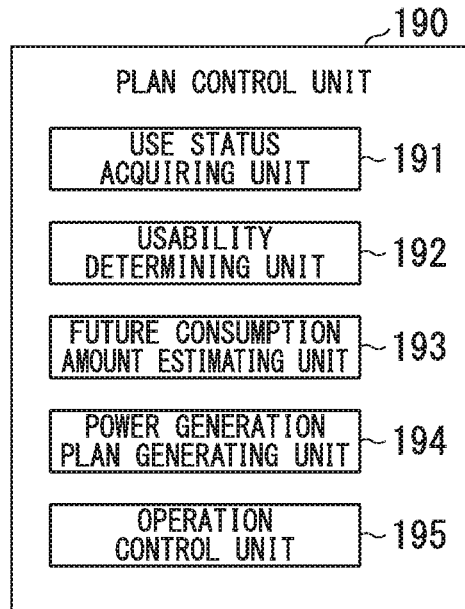 190
PLAN CONTROL UNIT
USE STATUS
ACQUIRING UNIT
191
USABILITY
DETERMINING UNIT
192
FUTURE CONSUMPTION
AMOUNT ESTIMATING UNIT
193
POWER GENERATION
PLAN GENERATING UNIT
194
OPERATION
CONTROL UNIT
195